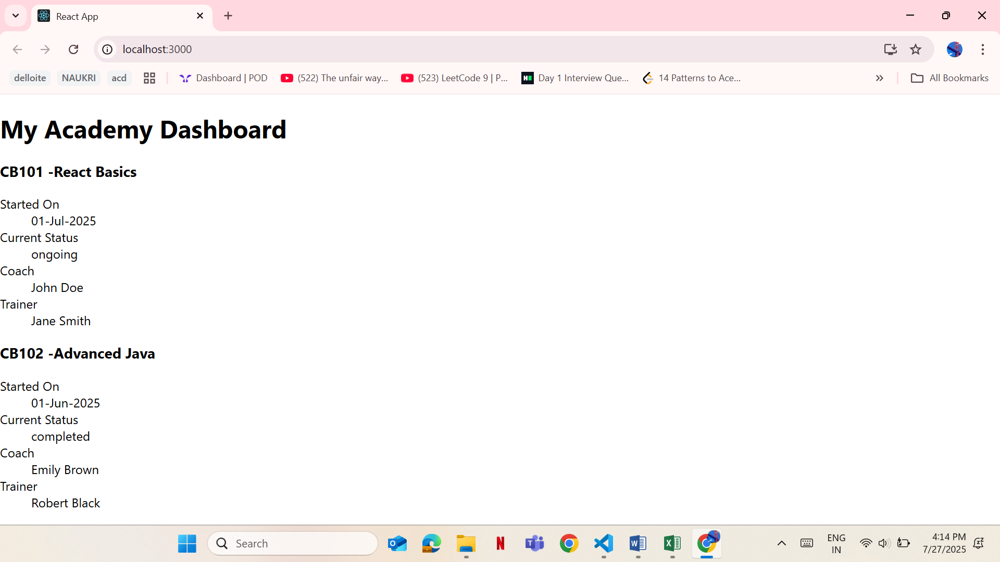 React App
localhost:3000
delloite NAUKRI acd Dashboard | POD (522) The unfair way... (523) LeetCode 9 | P... Day 1 Interview Que... 14 Patterns to Ace... All Bookmarks
My Academy Dashboard
CB101 -React Basics
Started On
01-Jul-2025
Current Status
ongoing
Coach
John Doe
Trainer
Jane Smith
CB102 -Advanced Java
Started On
01-Jun-2025
Current Status
completed
Coach
Emily Brown
Trainer
Robert Black
Search
ENG
IN
4:14 PM
7/27/2025